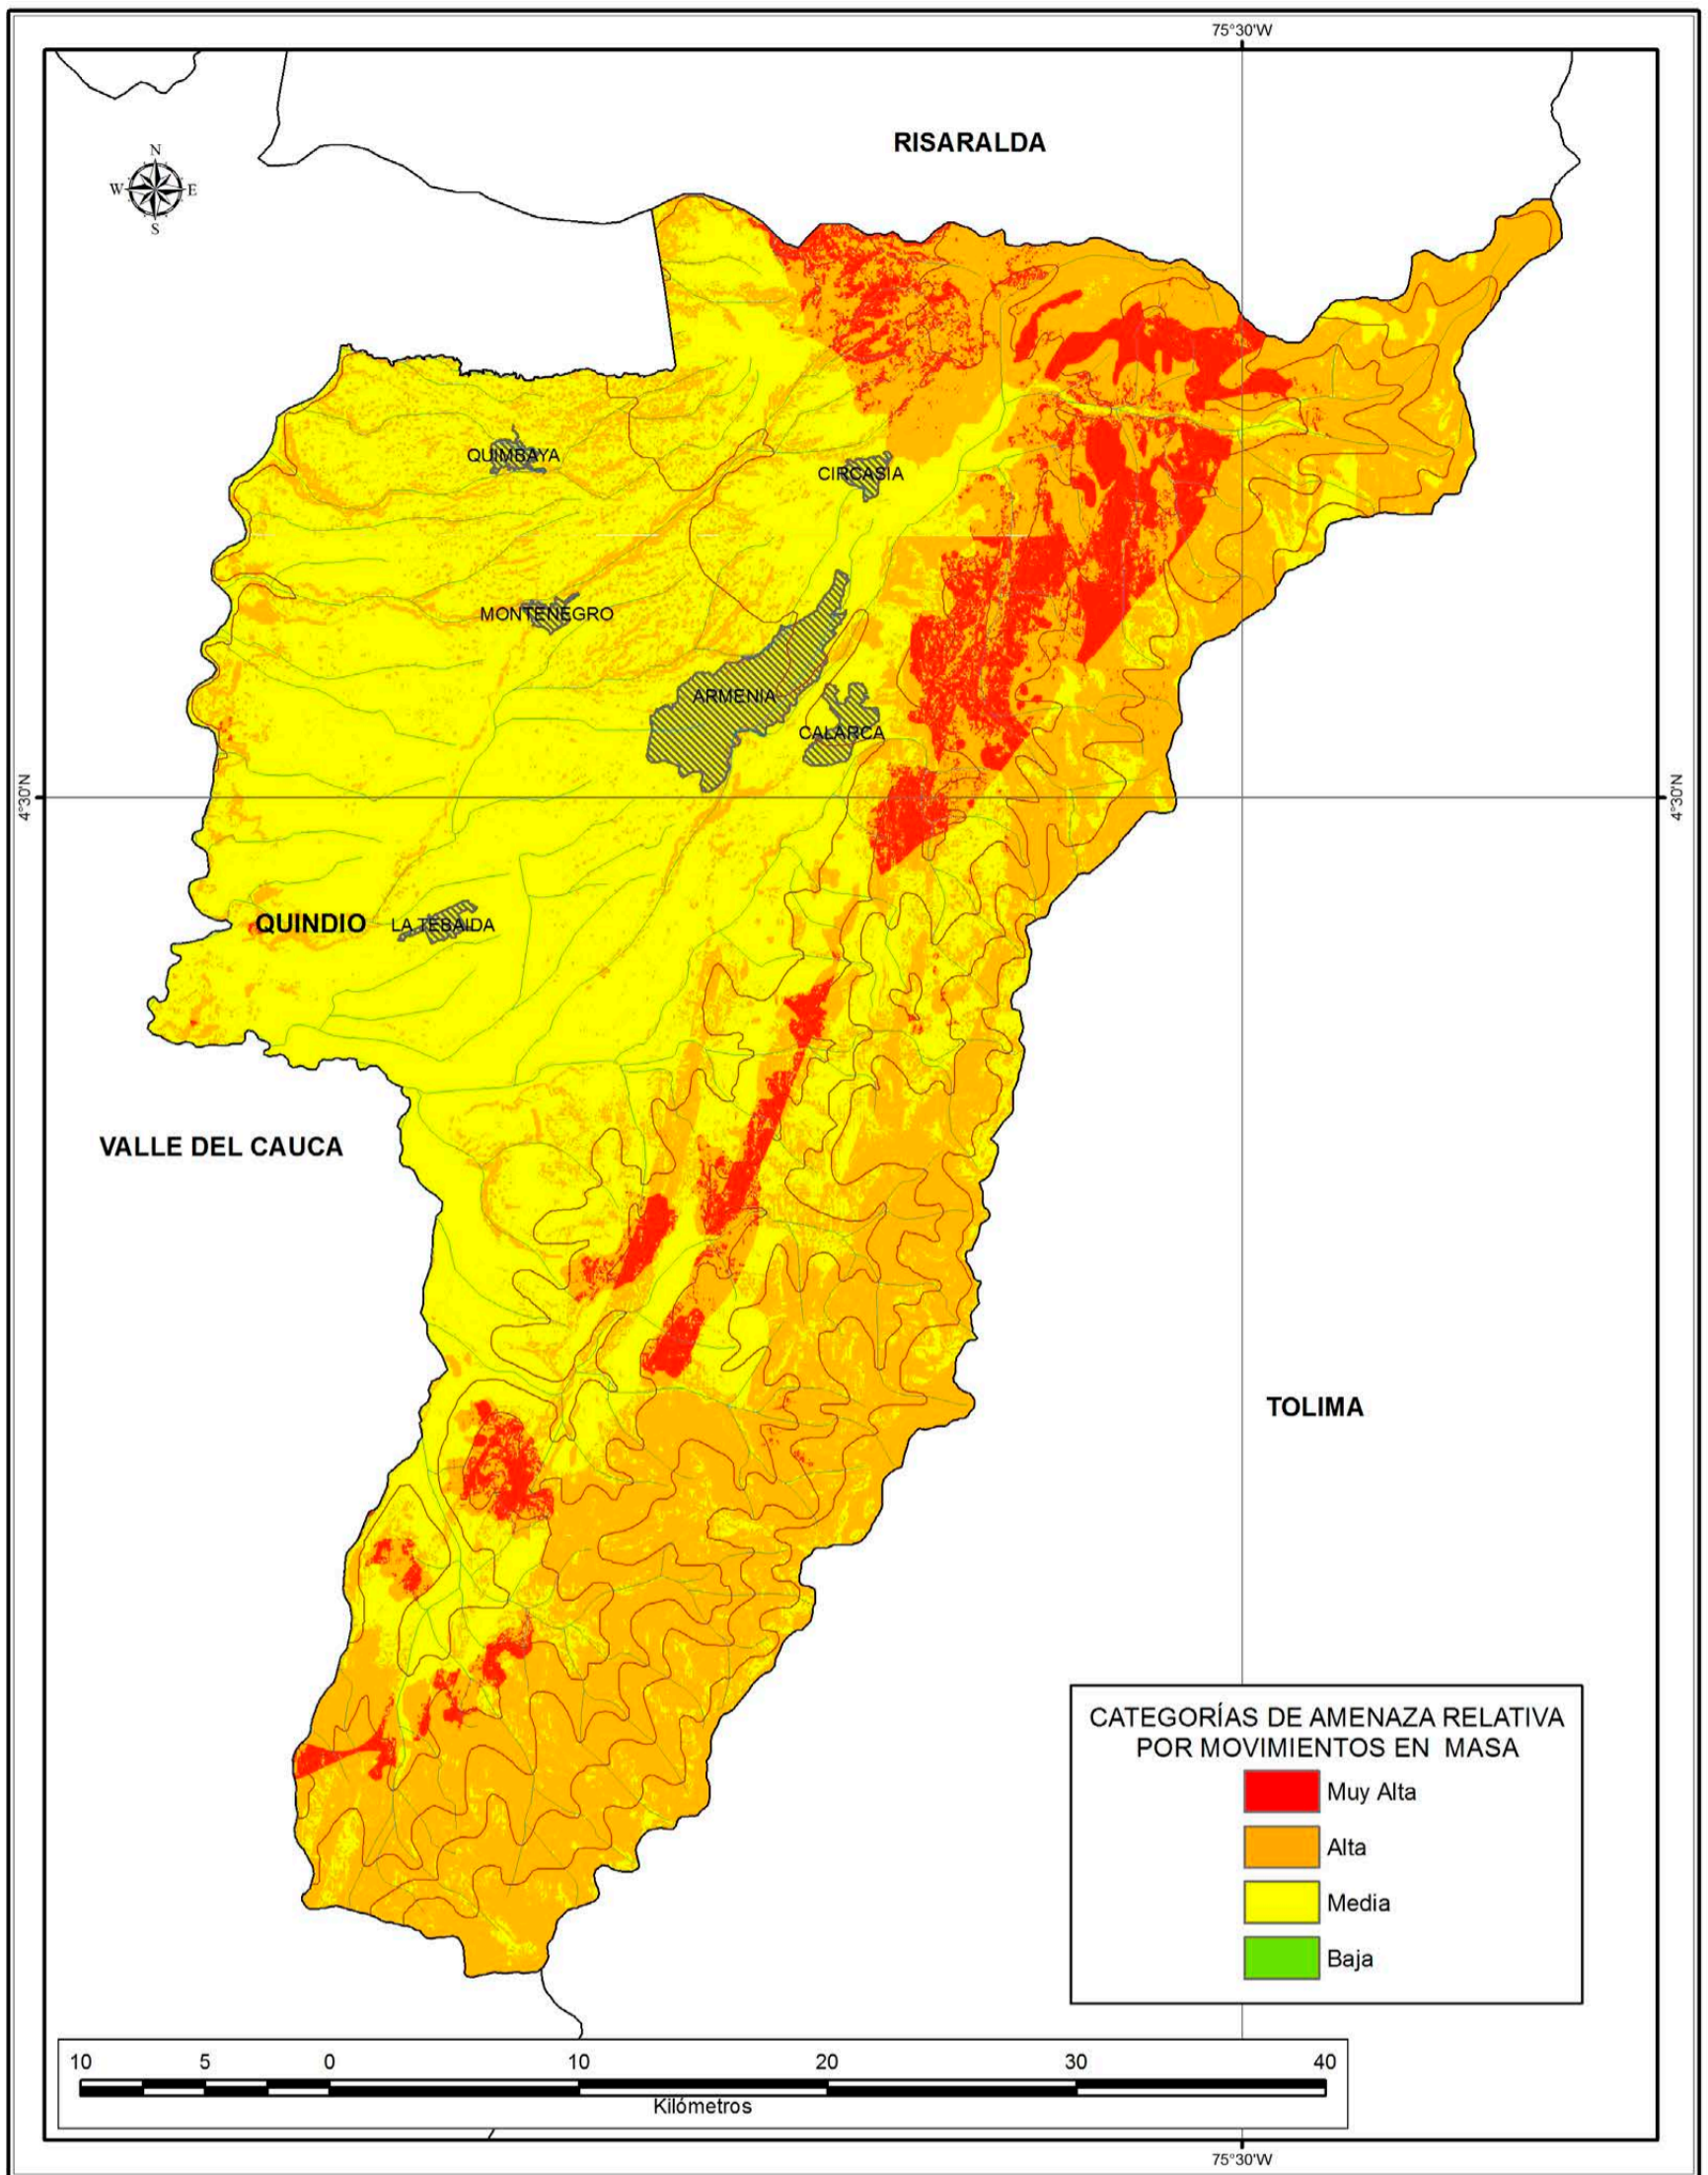 75°30'W
RISARALDA
N
W
E
S
QUIMBAYA
CIRCASIA
MONTENEGRO
ARMENIA
CALARCA
4°30'N
4°30'N
QUINDIO
LA TEBAIDA
VALLE DEL CAUCA
TOLIMA
CATEGORÍAS DE AMENAZA RELATIVA
POR MOVIMIENTOS EN MASA
Muy Alta
Alta
Media
Baja
10 5 0 10 20 30 40
Kilómetros
75°30'W